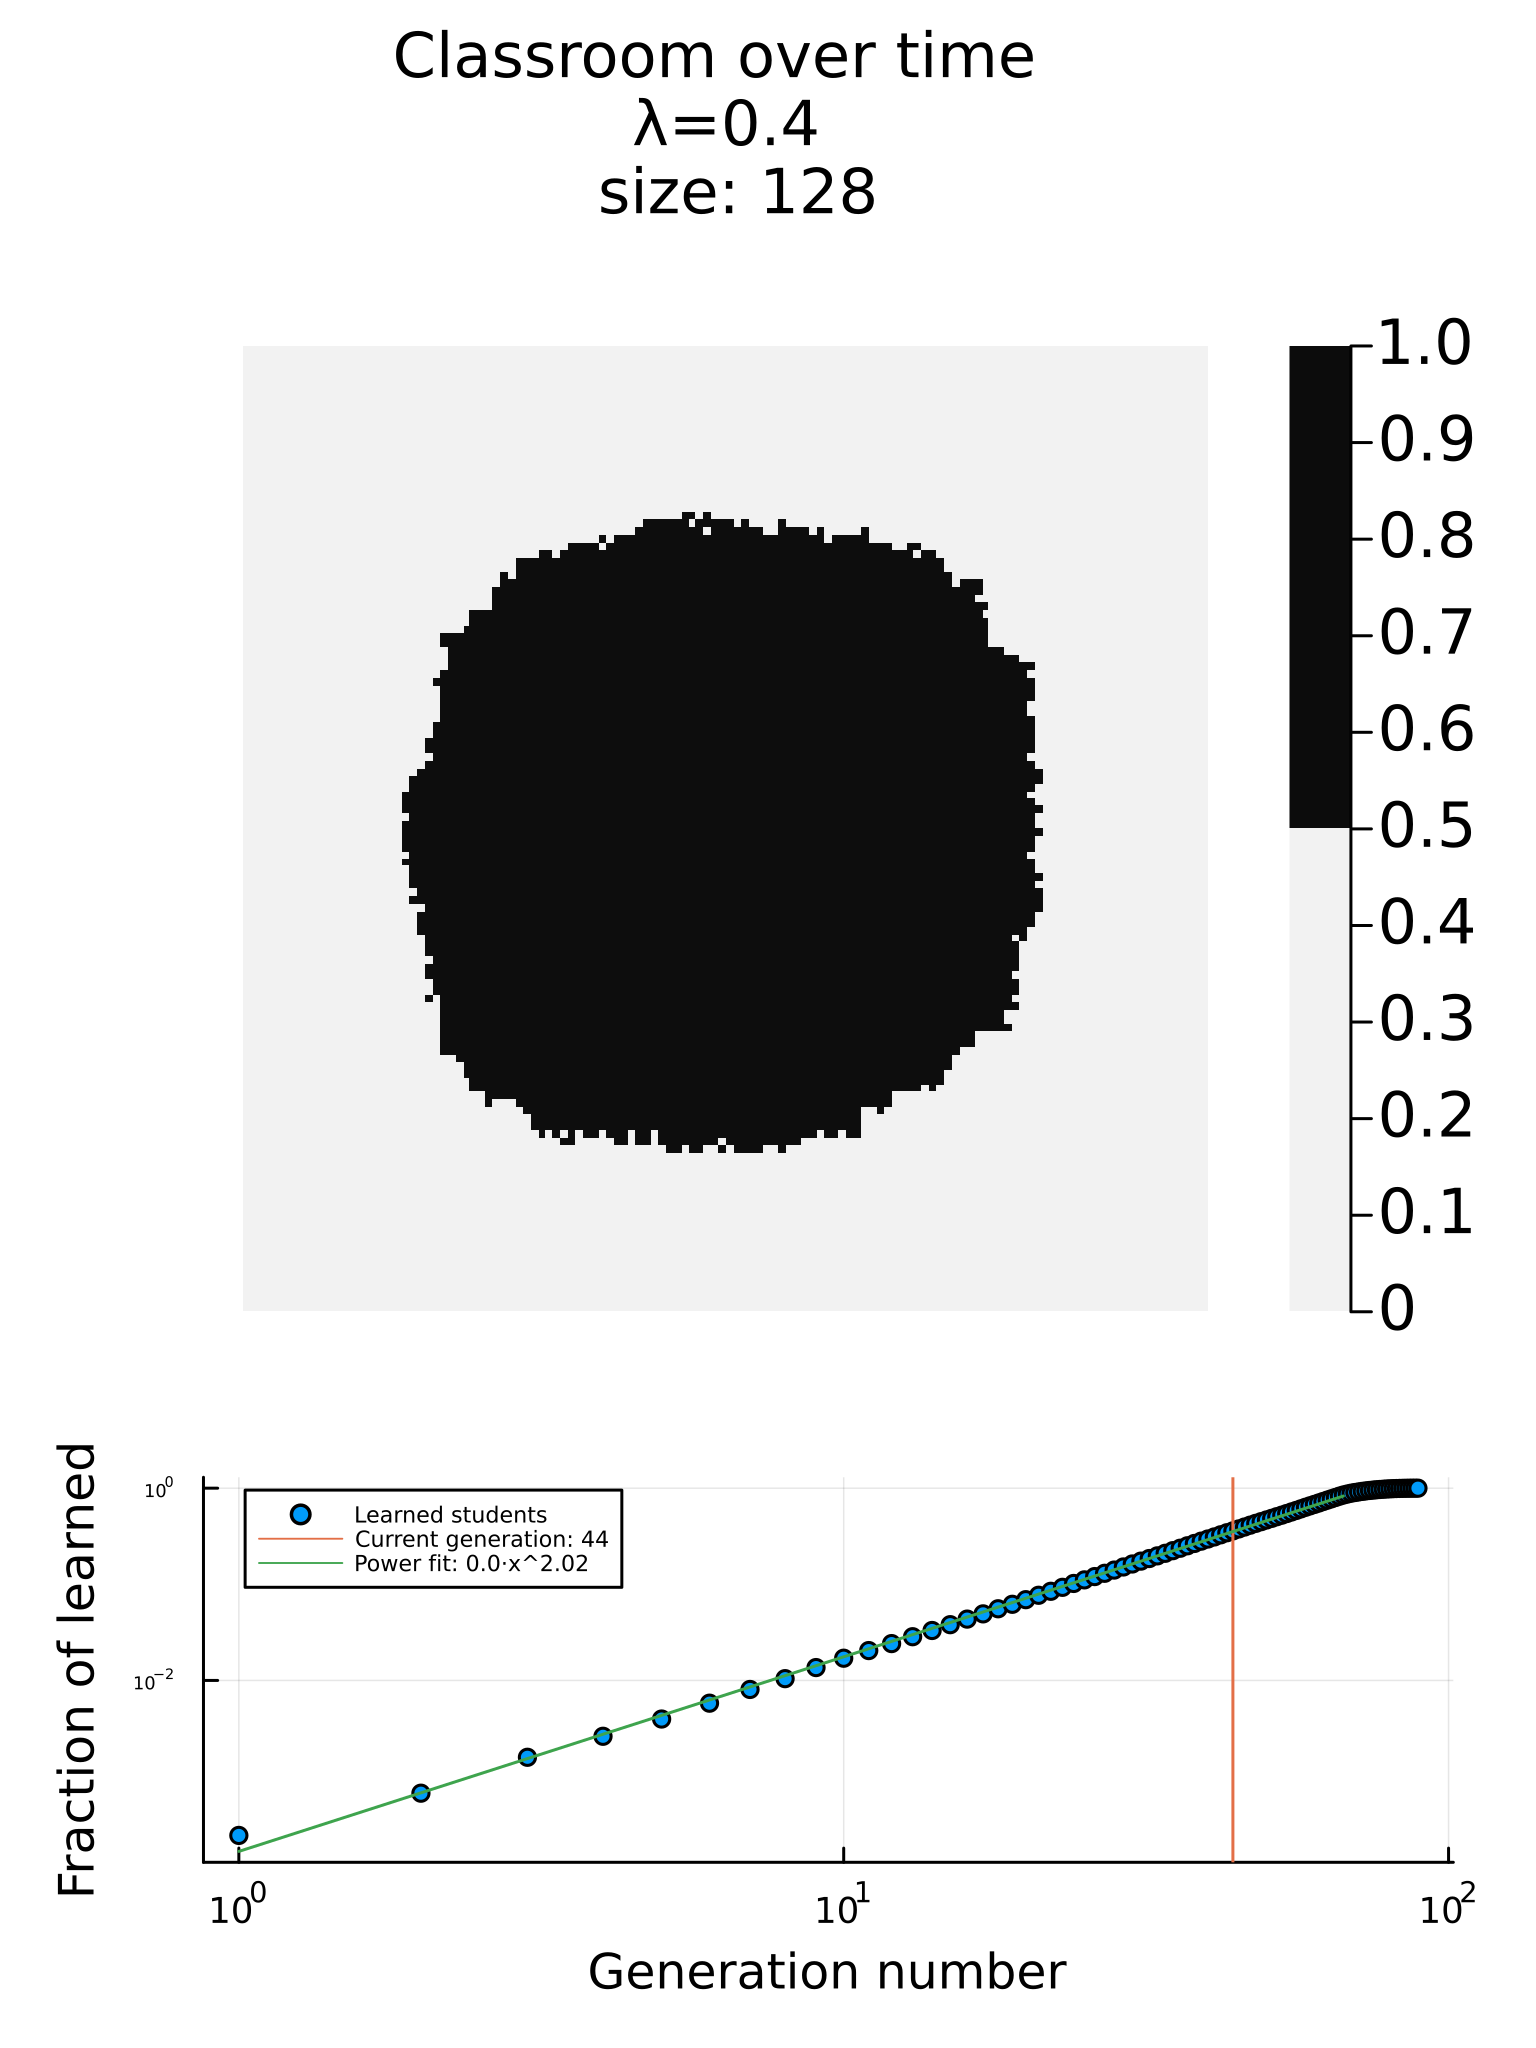 Classroom over time
λ=0.4
size: 128
1.0
0.9
0.8
0.7
0.6
0.5
0.4
0.3
0.2
0.1
0
Fraction of learned
10^0
10^-2
Learned students
Current generation: 44
Power fit: 0.0·x^2.02
10^0 10^1 10^2
Generation number